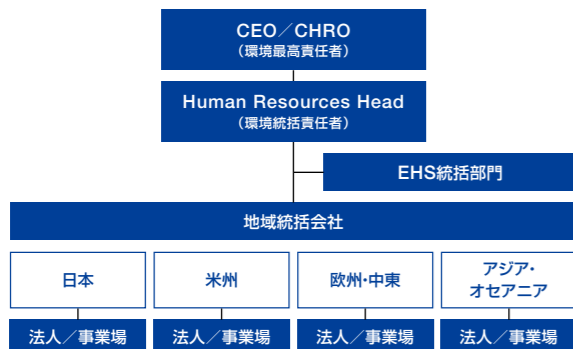 CEO／CHRO
（環境最高責任者）
Human Resources Head
（環境統括責任者）
EHS統括部門
地域統括会社
日本
米州
欧州・中東
アジア・
オセアニア
法人／事業場
法人／事業場
法人／事業場
法人／事業場